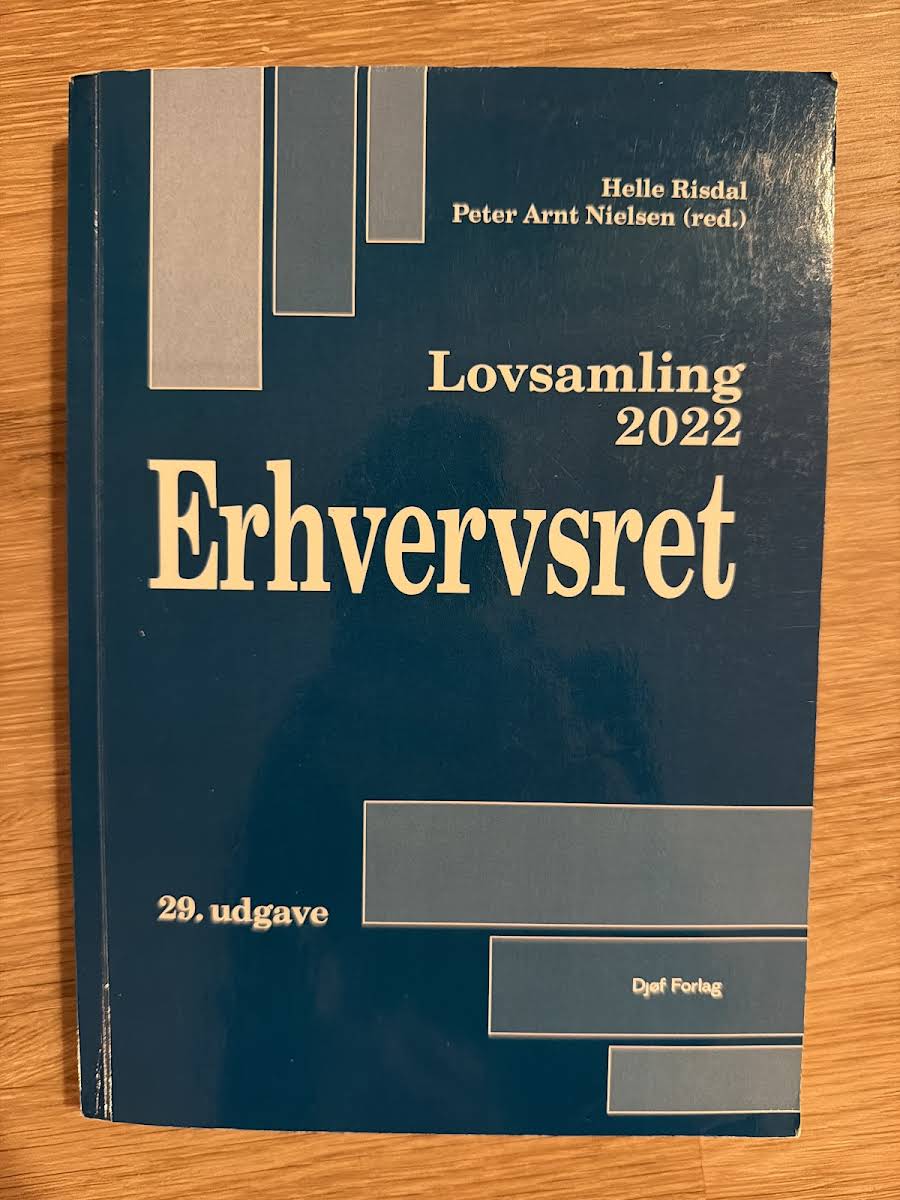 Helle Risdal
Peter Arnt Nielsen (red.)
Lovsamling
2022
Erhvervsret
29. udgave
Djøf Forlag